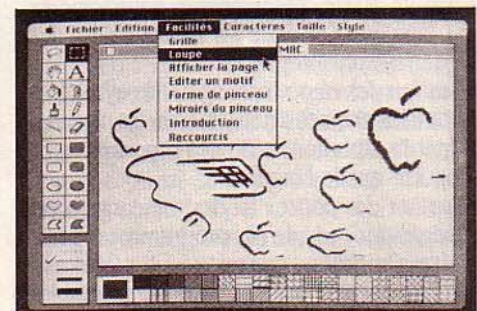 Fichier Edition Facilités Caractères Taille Style
Grille
Loupe
Afficher la page
Editer un motif
Forme de pinceau
Miroirs du pinceau
Introduction
Raccourcis
MAC
A